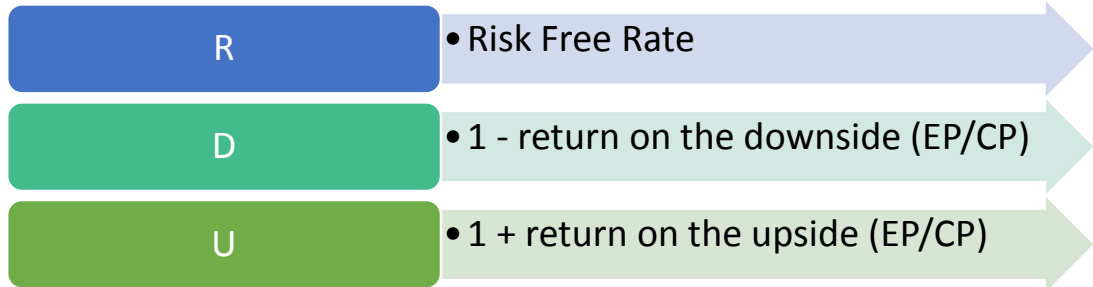 R
• Risk Free Rate
D
• 1 - return on the downside (EP/CP)
U
• 1 + return on the upside (EP/CP)